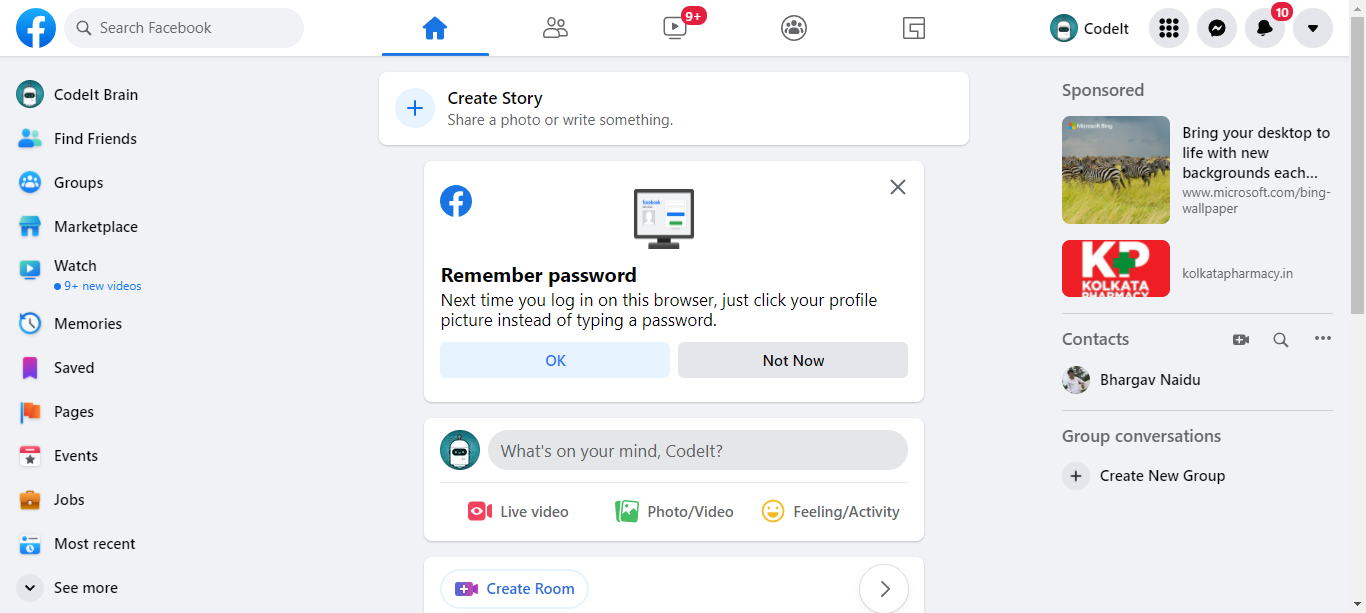 Search Facebook
9+
CodeIt
10
CodeIt Brain
Find Friends
Groups
Marketplace
Watch
9+ new videos
Memories
Saved
Pages
Events
Jobs
Most recent
See more
Create Story
Share a photo or write something.
facebook
Remember password
Next time you log in on this browser, just click your profile
picture instead of typing a password.
OK
Not Now
What's on your mind, CodeIt?
Live video
Photo/Video
Feeling/Activity
Create Room
Sponsored
Microsoft Bing
Bring your desktop to
life with new
backgrounds each...
www.microsoft.com/bing-
wallpaper
KP
KOLKATA
PHARMACY
kolkatapharmacy.in
Contacts
Bhargav Naidu
Group conversations
Create New Group